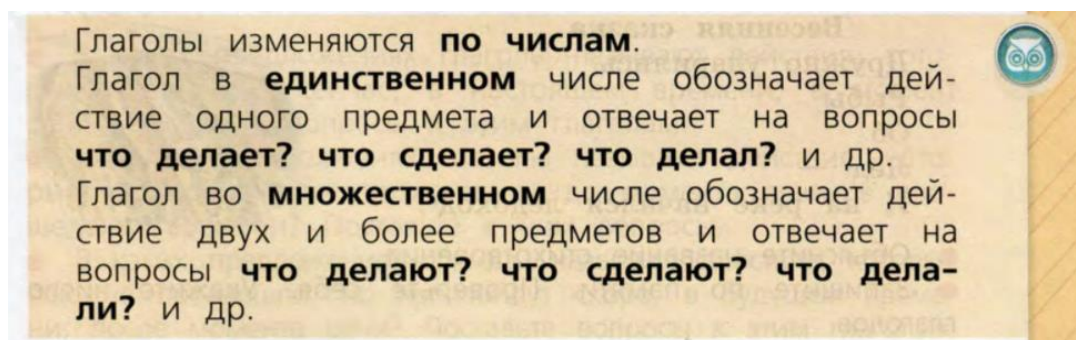 Глаголы изменяются по числам.
Глагол в единственном числе обозначает дей-
ствие одного предмета и отвечает на вопросы
что делает? что сделает? что делал? и др.
Глагол во множественном числе обозначает дей-
ствие двух и более предметов и отвечает на
вопросы что делают? что сделают? что дела-
ли? и др.